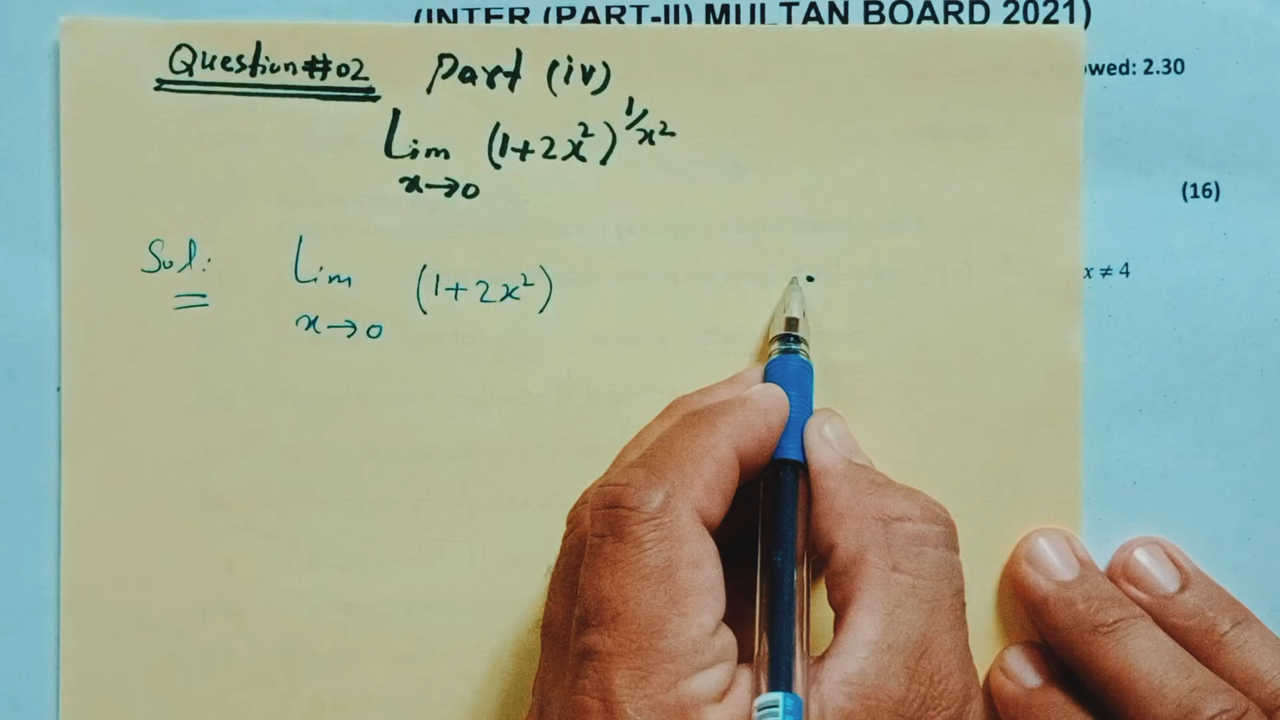 (INTER (PART-II) MULTAN BOARD 2021)
wed: 2.30
Question#02 Part (iv)
Lim (1+2x²)^1/x²
x→0
(16)
Sol: Lim (1+2x²)
x→0
x ≠ 4